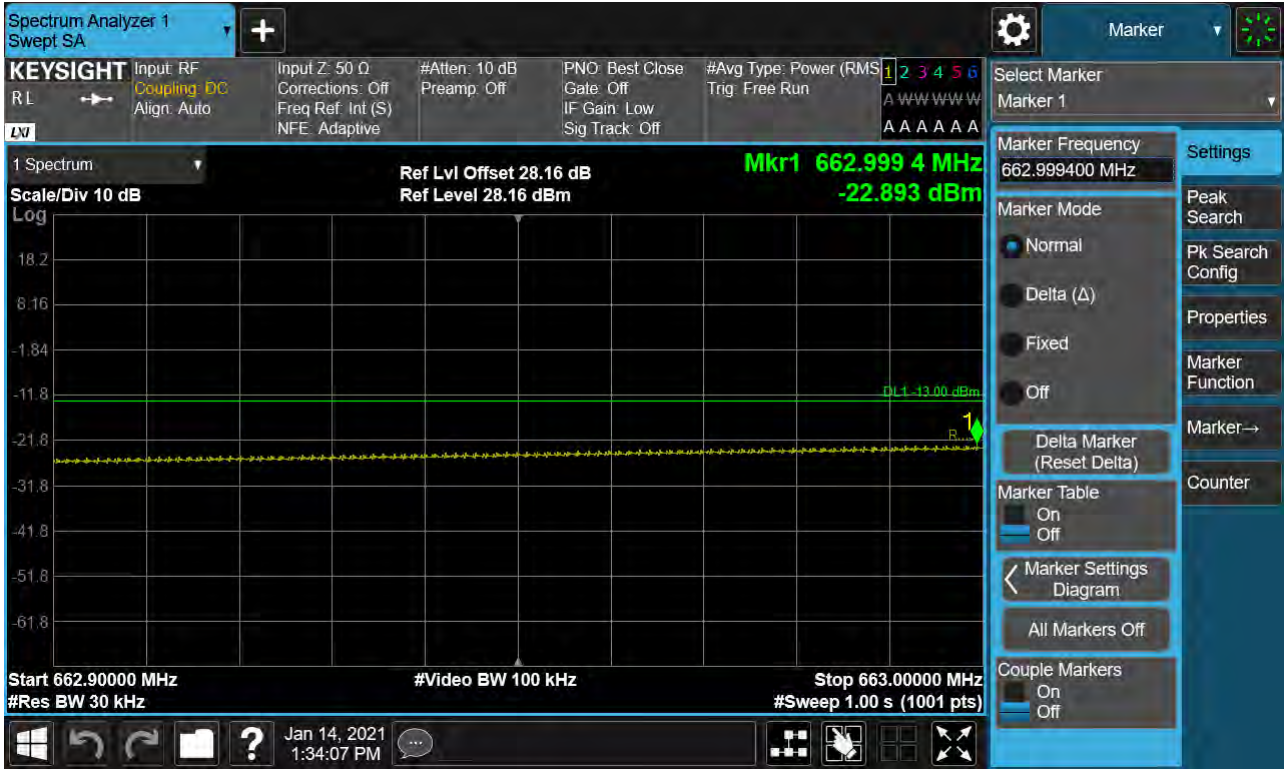 Spectrum Analyzer 1
Swept SA
Marker
KEYSIGHT
R L
LXI
Input: RF
Coupling: DC
Align: Auto
Input Z: 50 Ω
Corrections: Off
Freq Ref: Int (S)
NFE: Adaptive
#Atten: 10 dB
Preamp: Off
PNO: Best Close
Gate: Off
IF Gain: Low
Sig Track: Off
#Avg Type: Power (RMS
Trig: Free Run
1 2 3 4 5 6
A W W W W W
A A A A A A
Select Marker
Marker 1
1 Spectrum
Scale/Div 10 dB
Log
Ref Lvl Offset 28.16 dB
Ref Level 28.16 dBm
Mkr1 662.999 4 MHz
-22.893 dBm
18.2
8.16
-1.84
-11.8
-21.8
-31.8
-41.8
-51.8
-61.8
DL1 -13.00 dBm
1
R...
Start 662.90000 MHz
#Res BW 30 kHz
#Video BW 100 kHz
Stop 663.00000 MHz
#Sweep 1.00 s (1001 pts)
Marker Frequency
662.999400 MHz
Marker Mode
Normal
Delta (Δ)
Fixed
Off
Delta Marker
(Reset Delta)
Marker Table
On
Off
Marker Settings
Diagram
All Markers Off
Couple Markers
On
Off
Settings
Peak
Search
Pk Search
Config
Properties
Marker
Function
Marker→
Counter
?
Jan 14, 2021
1:34:07 PM